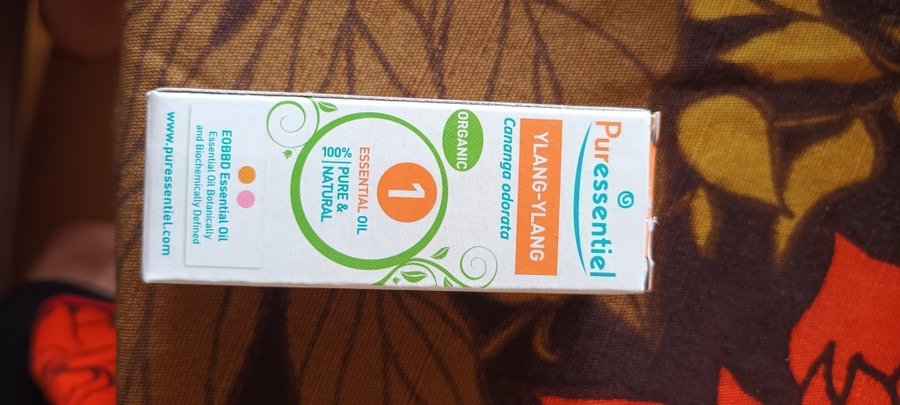 Puressentiel
YLANG-YLANG
Cananga odorata
ORGANIC
1
ESSENTIAL OIL
100% PURE &
NATURAL
EOBBD Essential Oil
Essential Oil Botanically
and Biochemically Defined
www.puressentiel.com